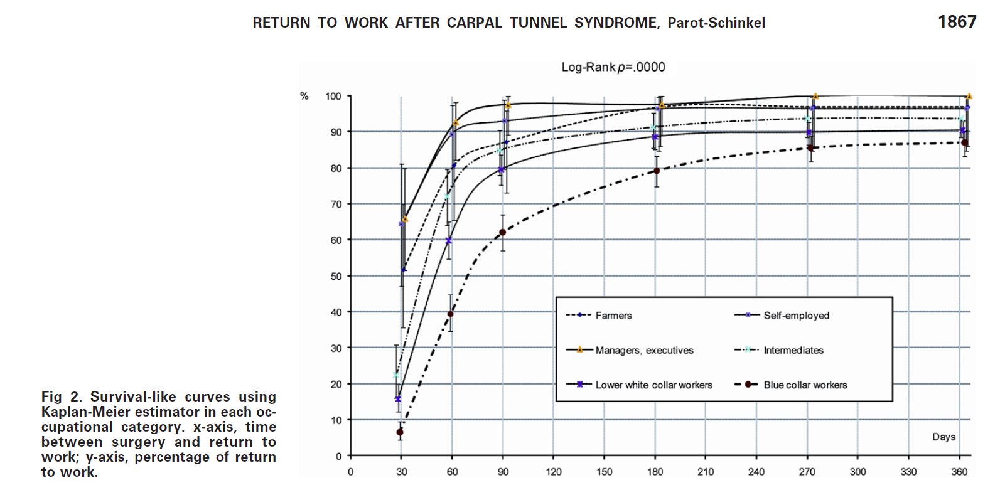 RETURN TO WORK AFTER CARPAL TUNNEL SYNDROME, Parot-Schinkel 1867
Log-Rank p=.0000
%
100
90
80
70
60
50
40
30
20
10
0
Farmers Self-employed
Managers, executives Intermediates
Lower white collar workers Blue collar workers
Days
0 30 60 90 120 150 180 210 240 270 300 330 360
Fig 2. Survival-like curves using
Kaplan-Meier estimator in each oc-
cupational category. x-axis, time
between surgery and return to
work; y-axis, percentage of return
to work.